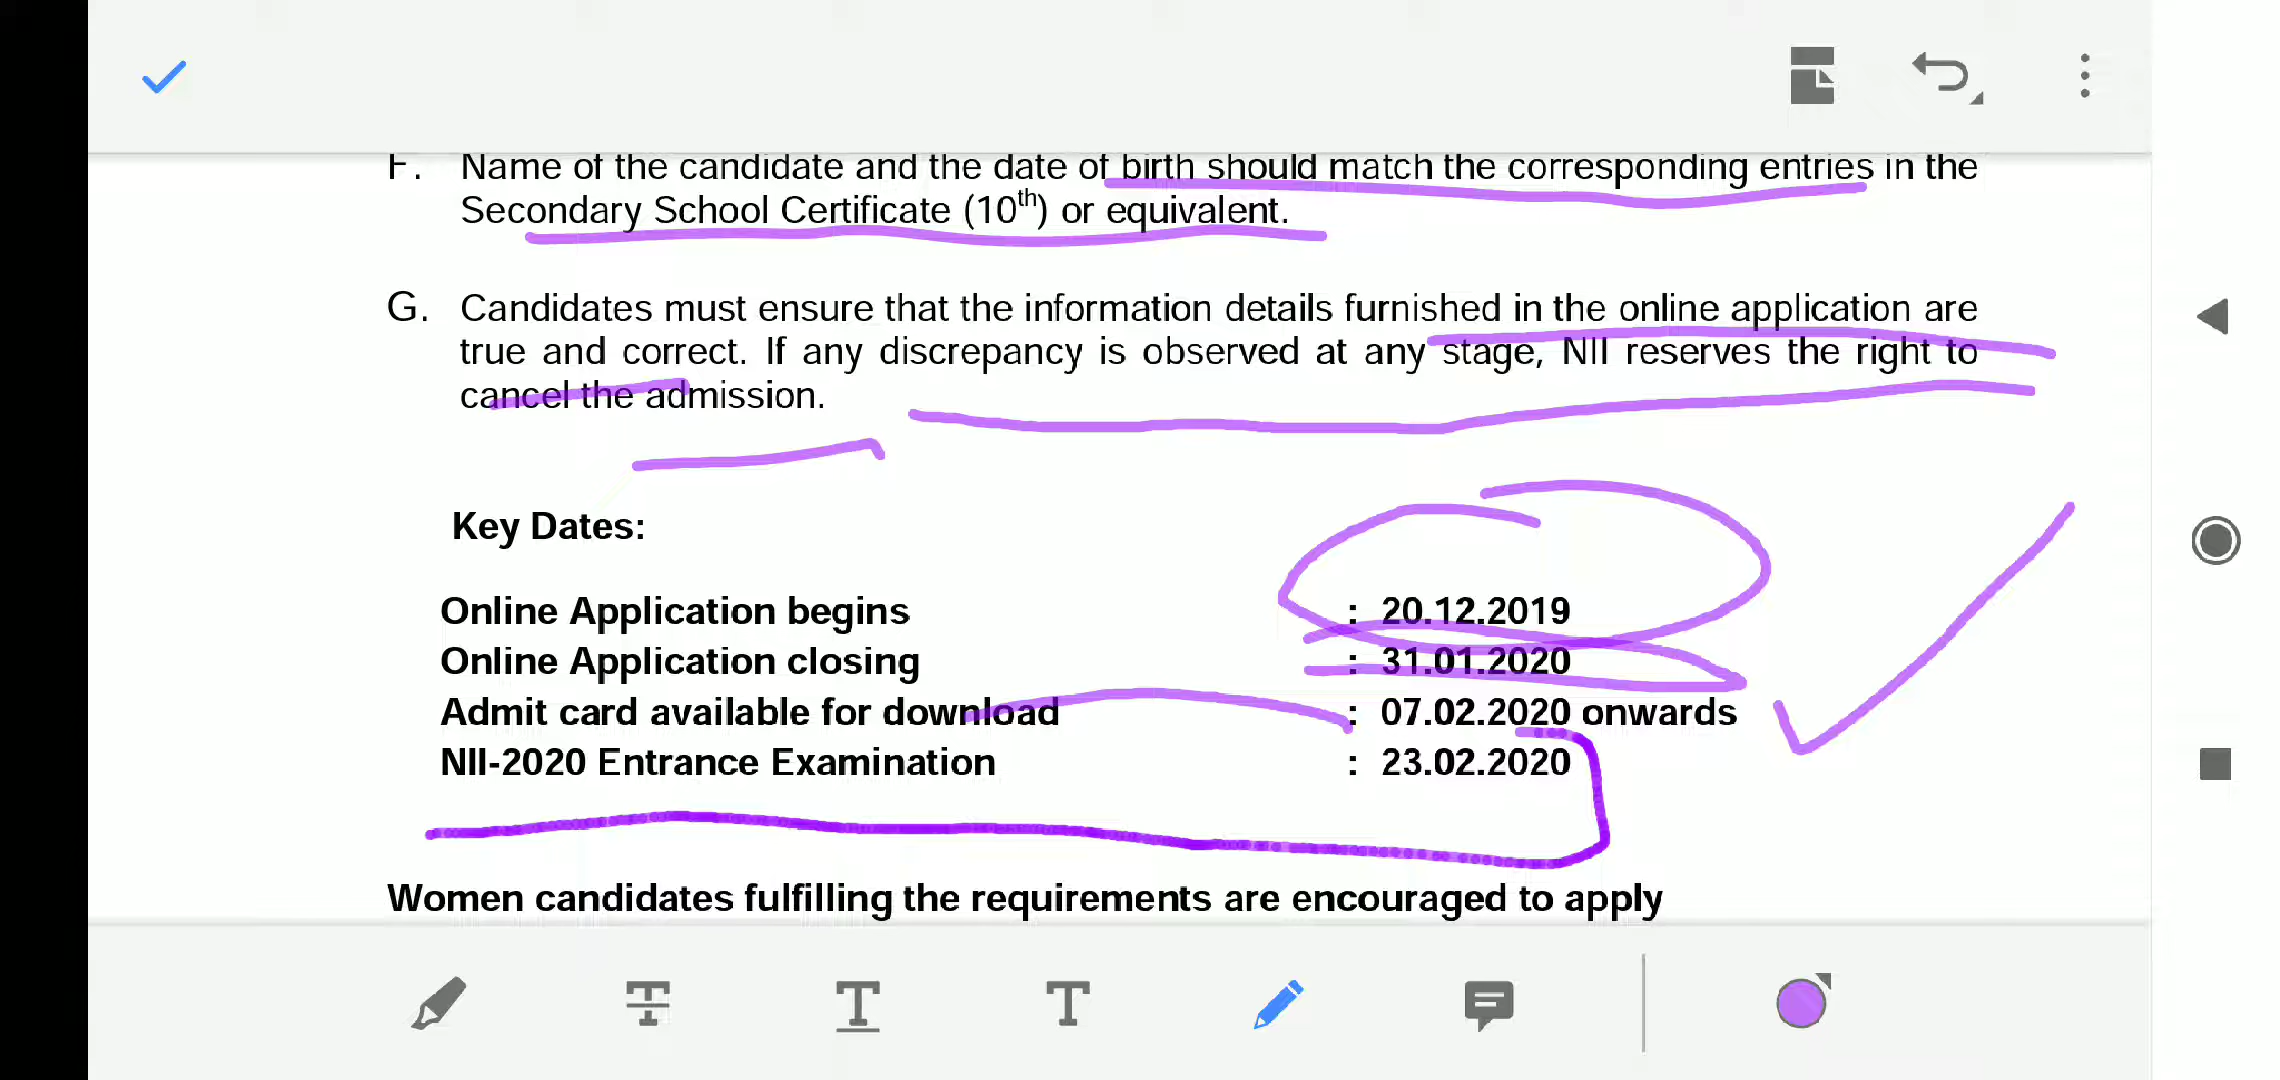 F. Name of the candidate and the date of birth should match the corresponding entries in the
Secondary School Certificate (10th) or equivalent.
G. Candidates must ensure that the information details furnished in the online application are
true and correct. If any discrepancy is observed at any stage, NII reserves the right to
cancel the admission.
Key Dates:
Online Application begins : 20.12.2019
Online Application closing : 31.01.2020
Admit card available for download : 07.02.2020 onwards
NII-2020 Entrance Examination : 23.02.2020
Women candidates fulfilling the requirements are encouraged to apply